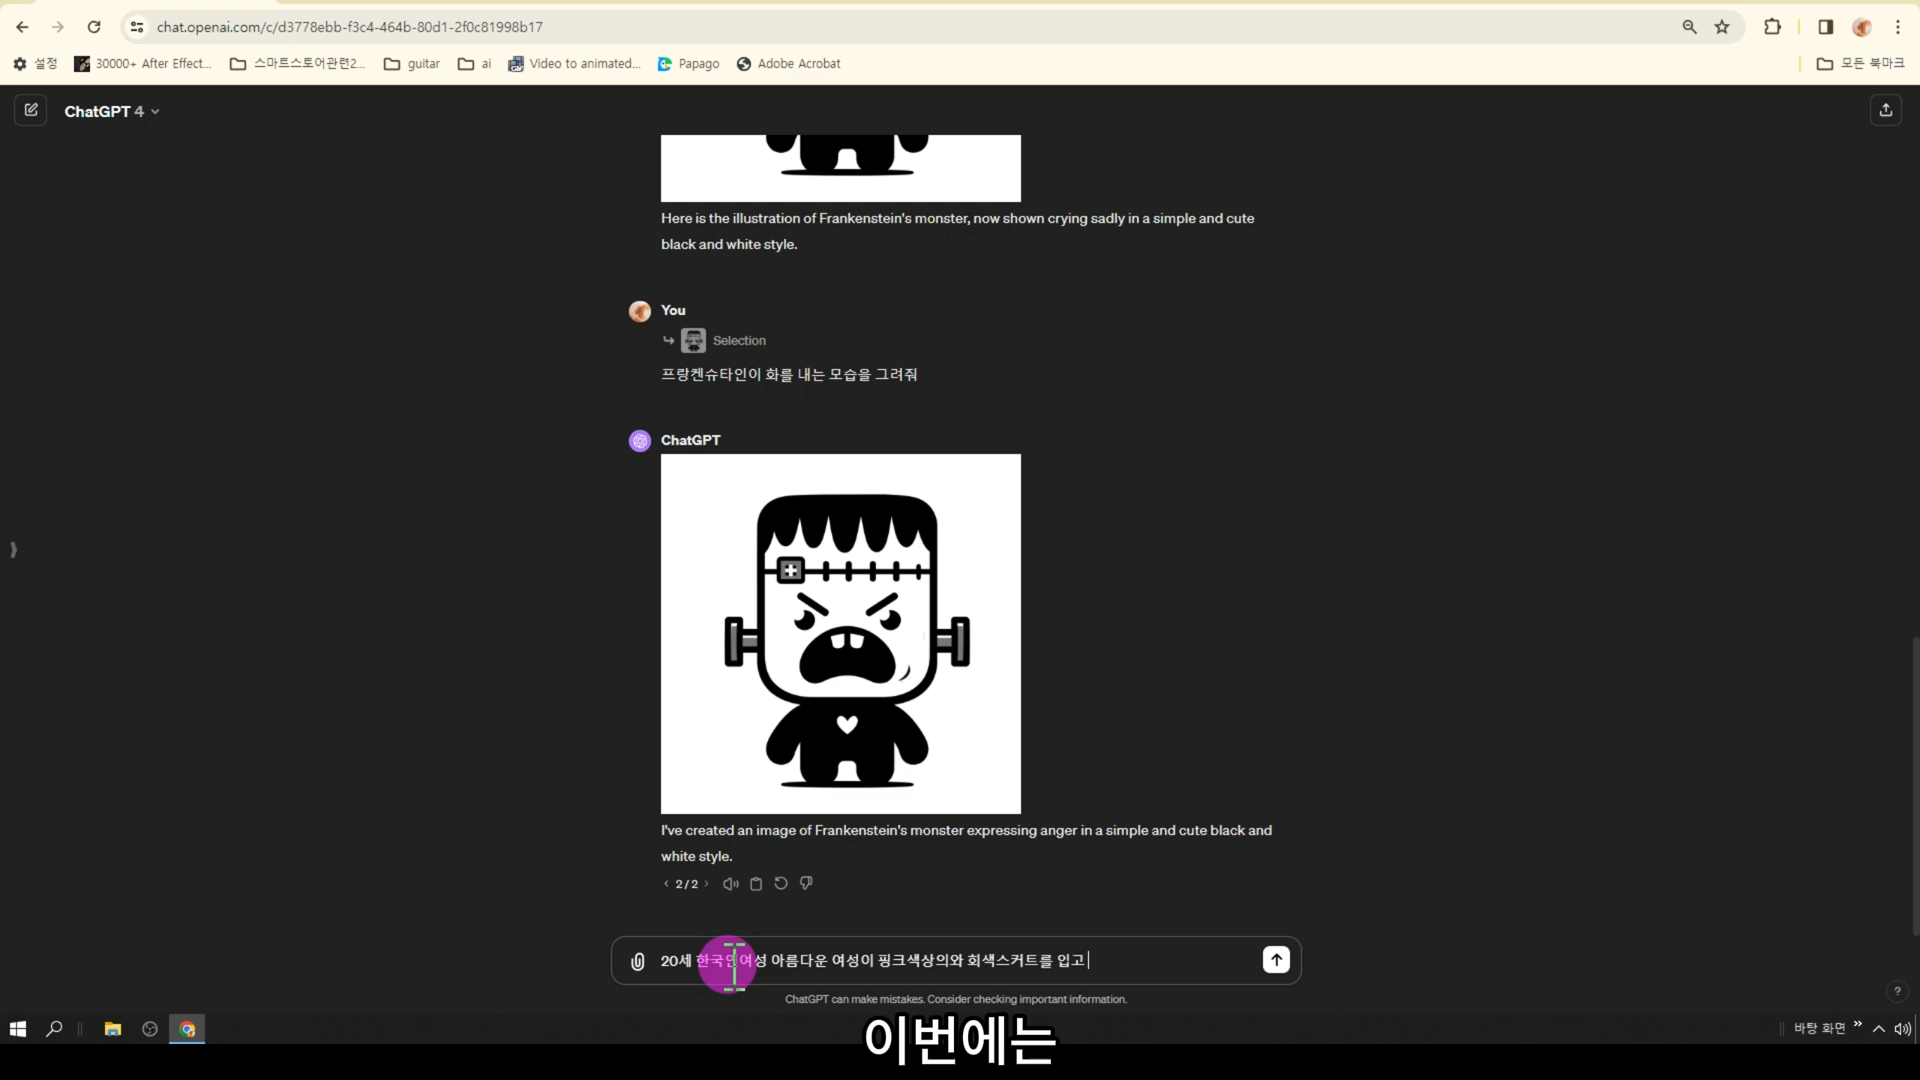 chat.openai.com/c/d3778ebb-f3c4-464b-80d1-2f0c81998b17
설정
30000+ After Effect...
스마트스토어관련2...
guitar
ai
Video to animated...
Papago
Adobe Acrobat
모든 북마크
ChatGPT 4
Here is the illustration of Frankenstein's monster, now shown crying sadly in a simple and cute
black and white style.
You
Selection
프랑켄슈타인이 화를 내는 모습을 그려줘
ChatGPT
I've created an image of Frankenstein's monster expressing anger in a simple and cute black and
white style.
2/2
20세 한국인여성 아름다운 여성이 핑크색상의와 회색스커트를 입고
ChatGPT can make mistakes. Consider checking important information.
?
바탕 화면
이번에는